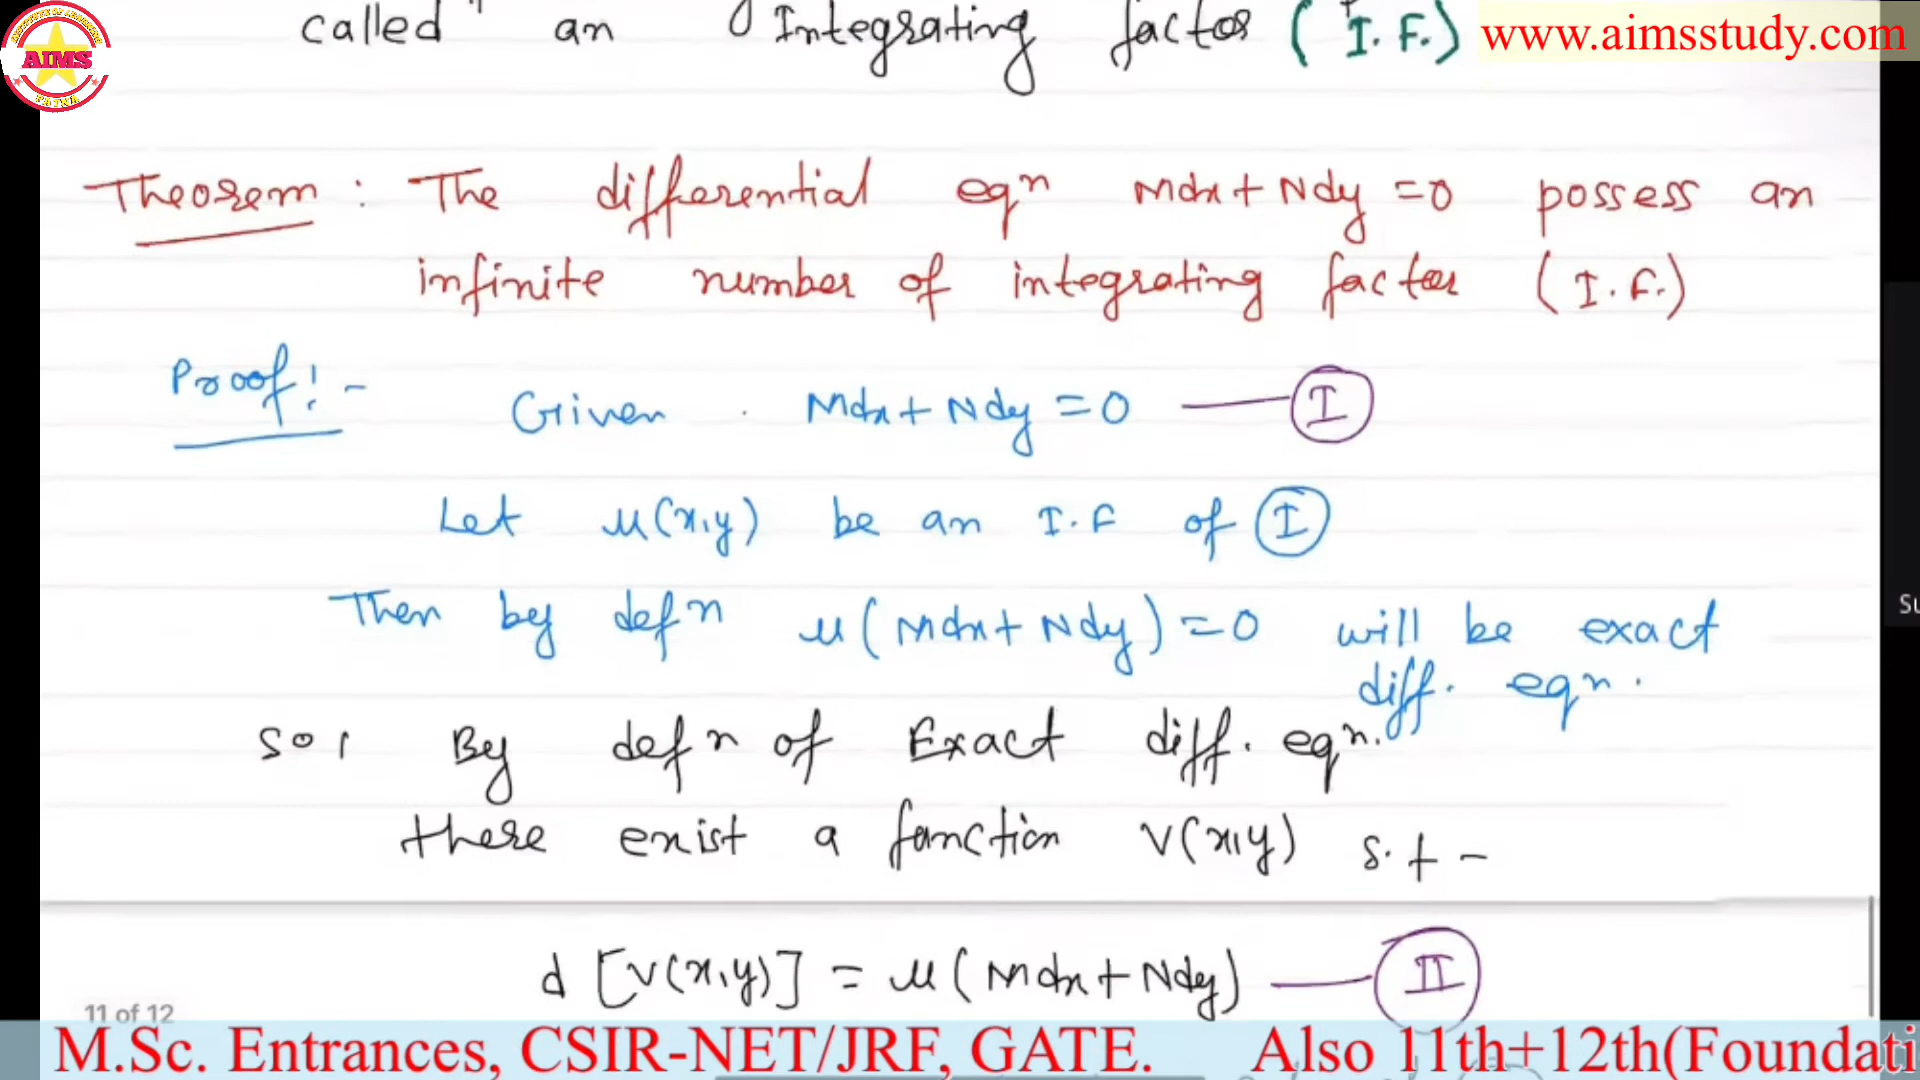 called an Integrating factor (I.F.)
www.aimsstudy.com
AIMS
PATNA
Theorem : The differential eqn Mdx + Ndy = 0 possess an
infinite number of integrating factor (I.F.)
Proof :- Given Mdx + Ndy = 0 — I
Let μ(x,y) be an I.F of I
Then by defn μ(Mdx + Ndy) = 0 will be exact
diff. eqn.
So, By defn of Exact diff. eqn.
there exist a function V(x,y) s.t –
d [V(x,y)] = μ(Mdx + Ndy) — II
11 of 12
Su
M.Sc. Entrances, CSIR-NET/JRF, GATE. Also 11th+12th(Foundati